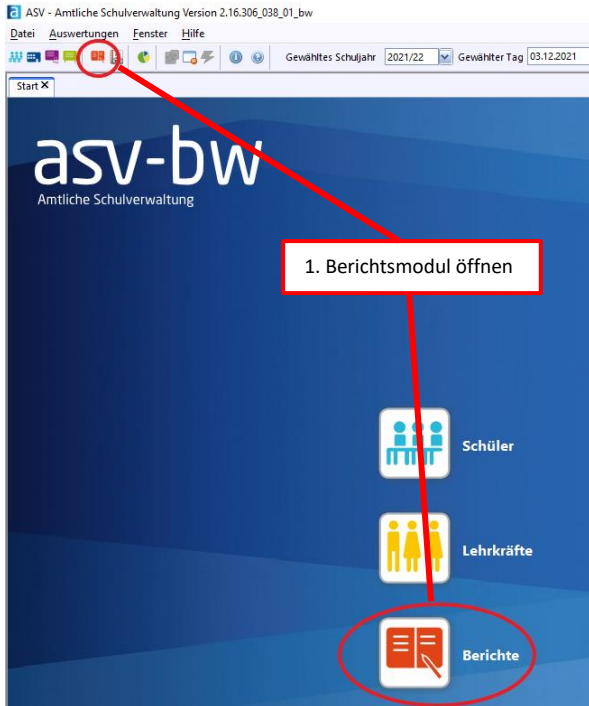 ASV - Amtliche Schulverwaltung Version 2.16.306_038_01_bw
Datei Auswertungen Fenster Hilfe
Gewähltes Schuljahr 2021/22 Gewählter Tag 03.12.2021
Start
asv-bw
Amtliche Schulverwaltung
1. Berichtsmodul öffnen
Schüler
Lehrkräfte
Berichte